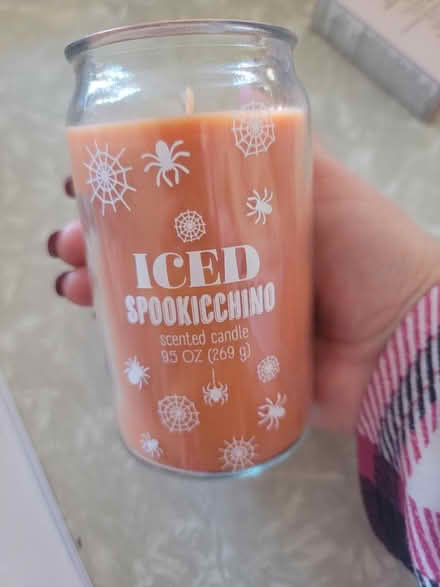 ICED
SPOOKICCHINO
scented candle
9.5 OZ (269 g)